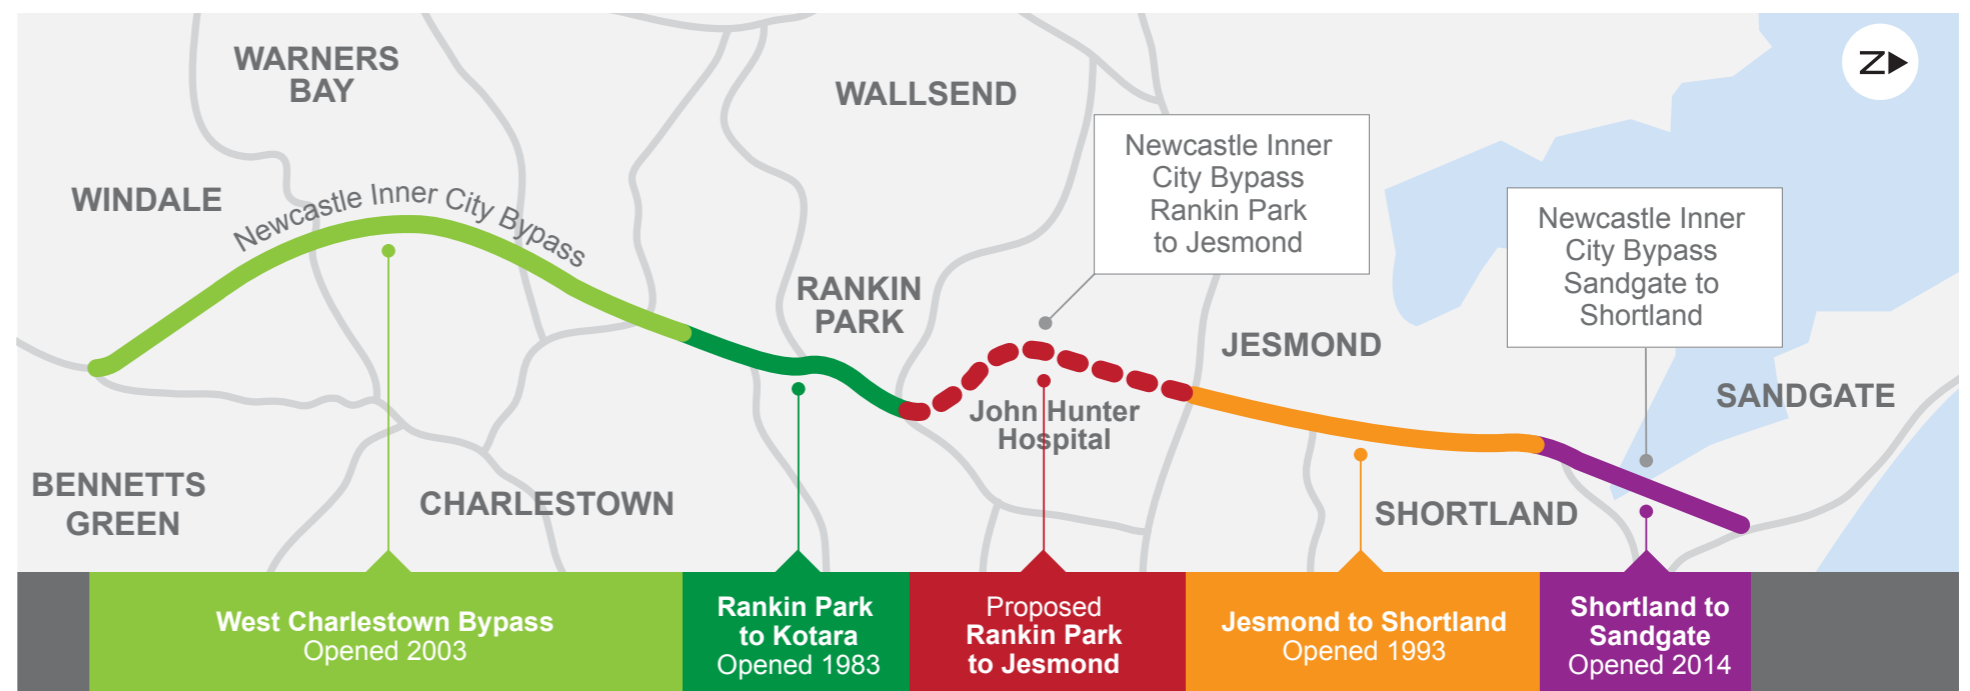 WARNERS
BAY
WALLSEND
WINDALE
Newcastle Inner City Bypass
Newcastle Inner
City Bypass
Rankin Park
to Jesmond
Newcastle Inner
City Bypass
Sandgate to
Shortland
RANKIN
PARK
JESMOND
SANDGATE
John Hunter
Hospital
BENNETTS
GREEN
CHARLESTOWN
SHORTLAND
West Charlestown Bypass
Opened 2003
Rankin Park
to Kotara
Opened 1983
Proposed
Rankin Park
to Jesmond
Jesmond to Shortland
Opened 1993
Shortland to
Sandgate
Opened 2014
N